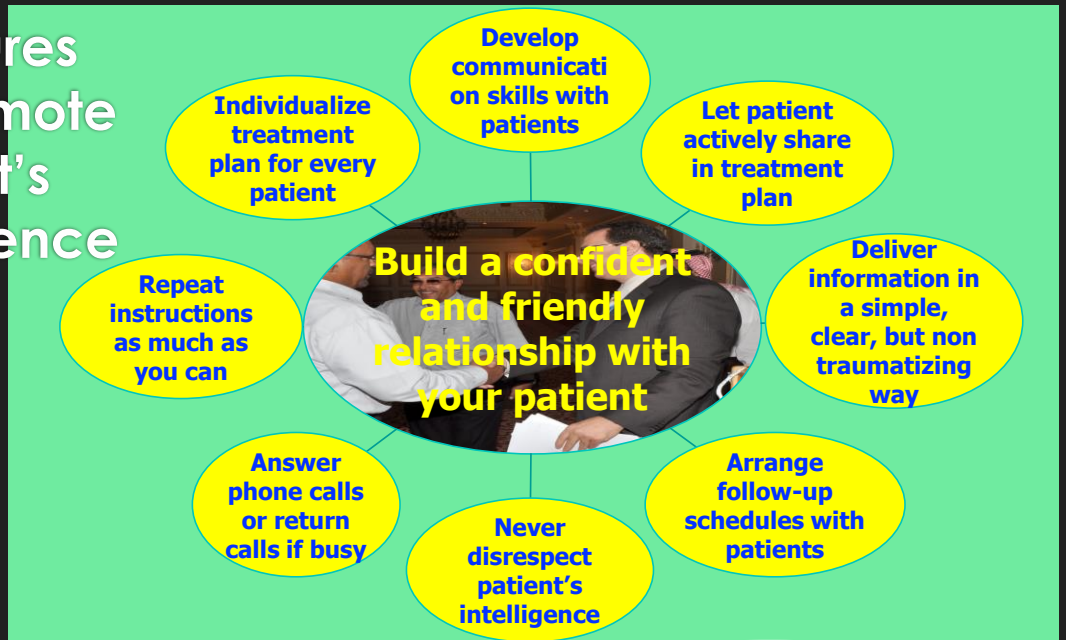 res
mote
t's
ence
Develop
communicati
on skills with
patients
Let patient
actively share
in treatment
plan
Deliver
information in
a simple,
clear, but non
traumatizing
way
Arrange
follow-up
schedules with
patients
Never
disrespect
patient's
intelligence
Answer
phone calls
or return
calls if busy
Repeat
instructions
as much as
you can
Individualize
treatment
plan for every
patient
Build a confident
and friendly
relationship with
your patient